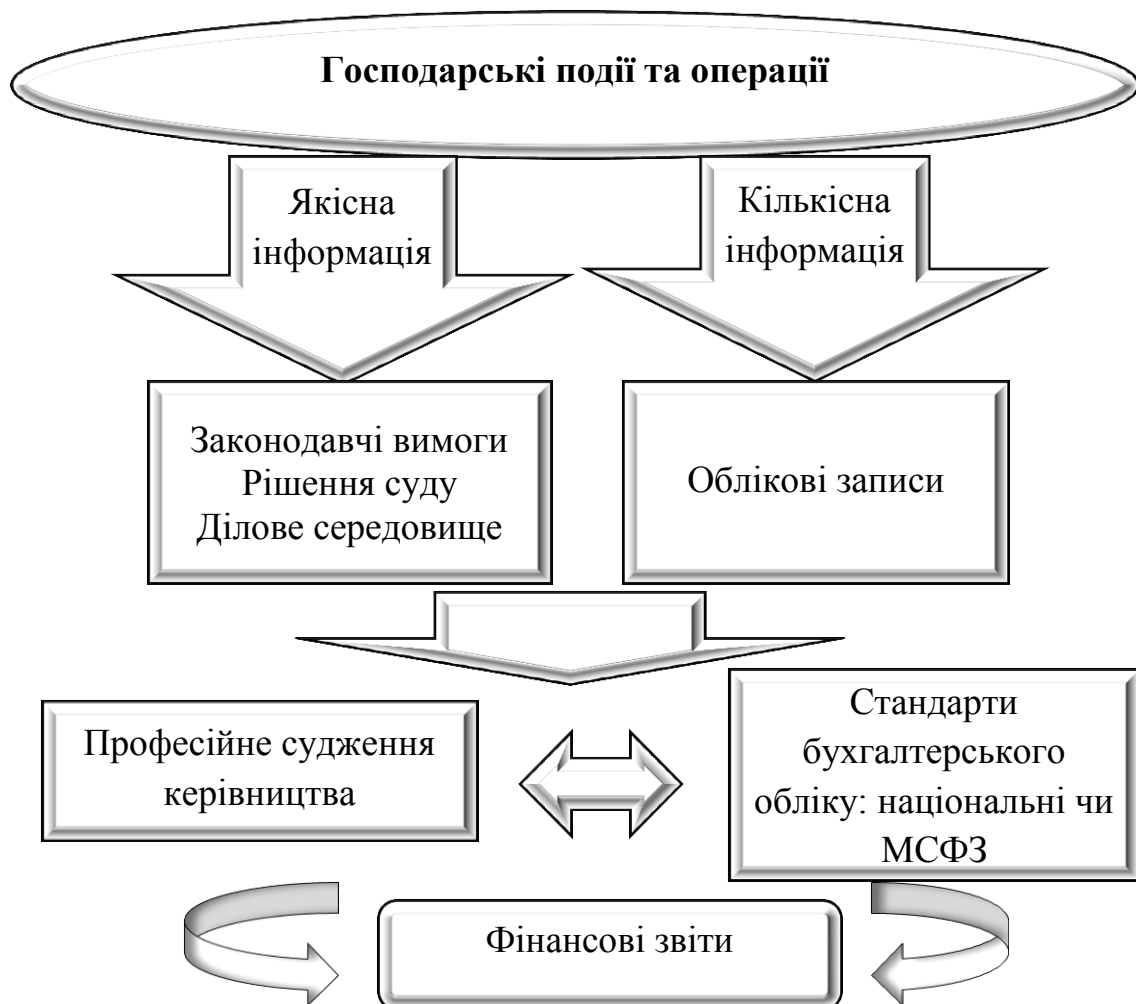 Господарські події та операції
Якісна
інформація
Кількісна
інформація
Законодавчі вимоги
Рішення суду
Ділове середовище
Облікові записи
Професійне судження
керівництва
Стандарти
бухгалтерського
обліку: національні чи
МСФЗ
Фінансові звіти